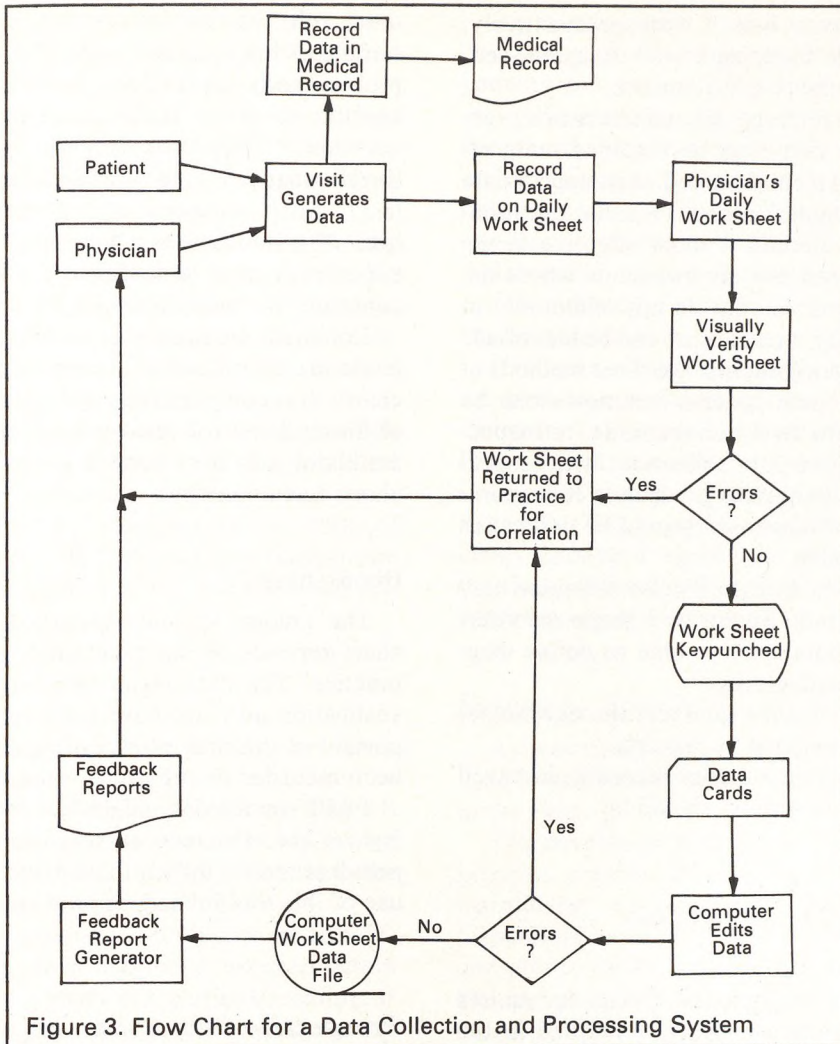 Record
Data in
Medical
Record
Medical
Record
Patient
Visit
Generates
Data
Record
Data
on Daily
Work Sheet
Physician's
Daily
Work Sheet
Physician
Visually
Verify
Work Sheet
Work Sheet
Returned to
Practice
for
Correlation
Yes
Errors
?
No
Work Sheet
Keypunched
Data
Cards
Feedback
Reports
Yes
Computer
Edits
Data
Errors
?
No
Computer
Work Sheet
Data
File
Feedback
Report
Generator
Figure 3. Flow Chart for a Data Collection and Processing System